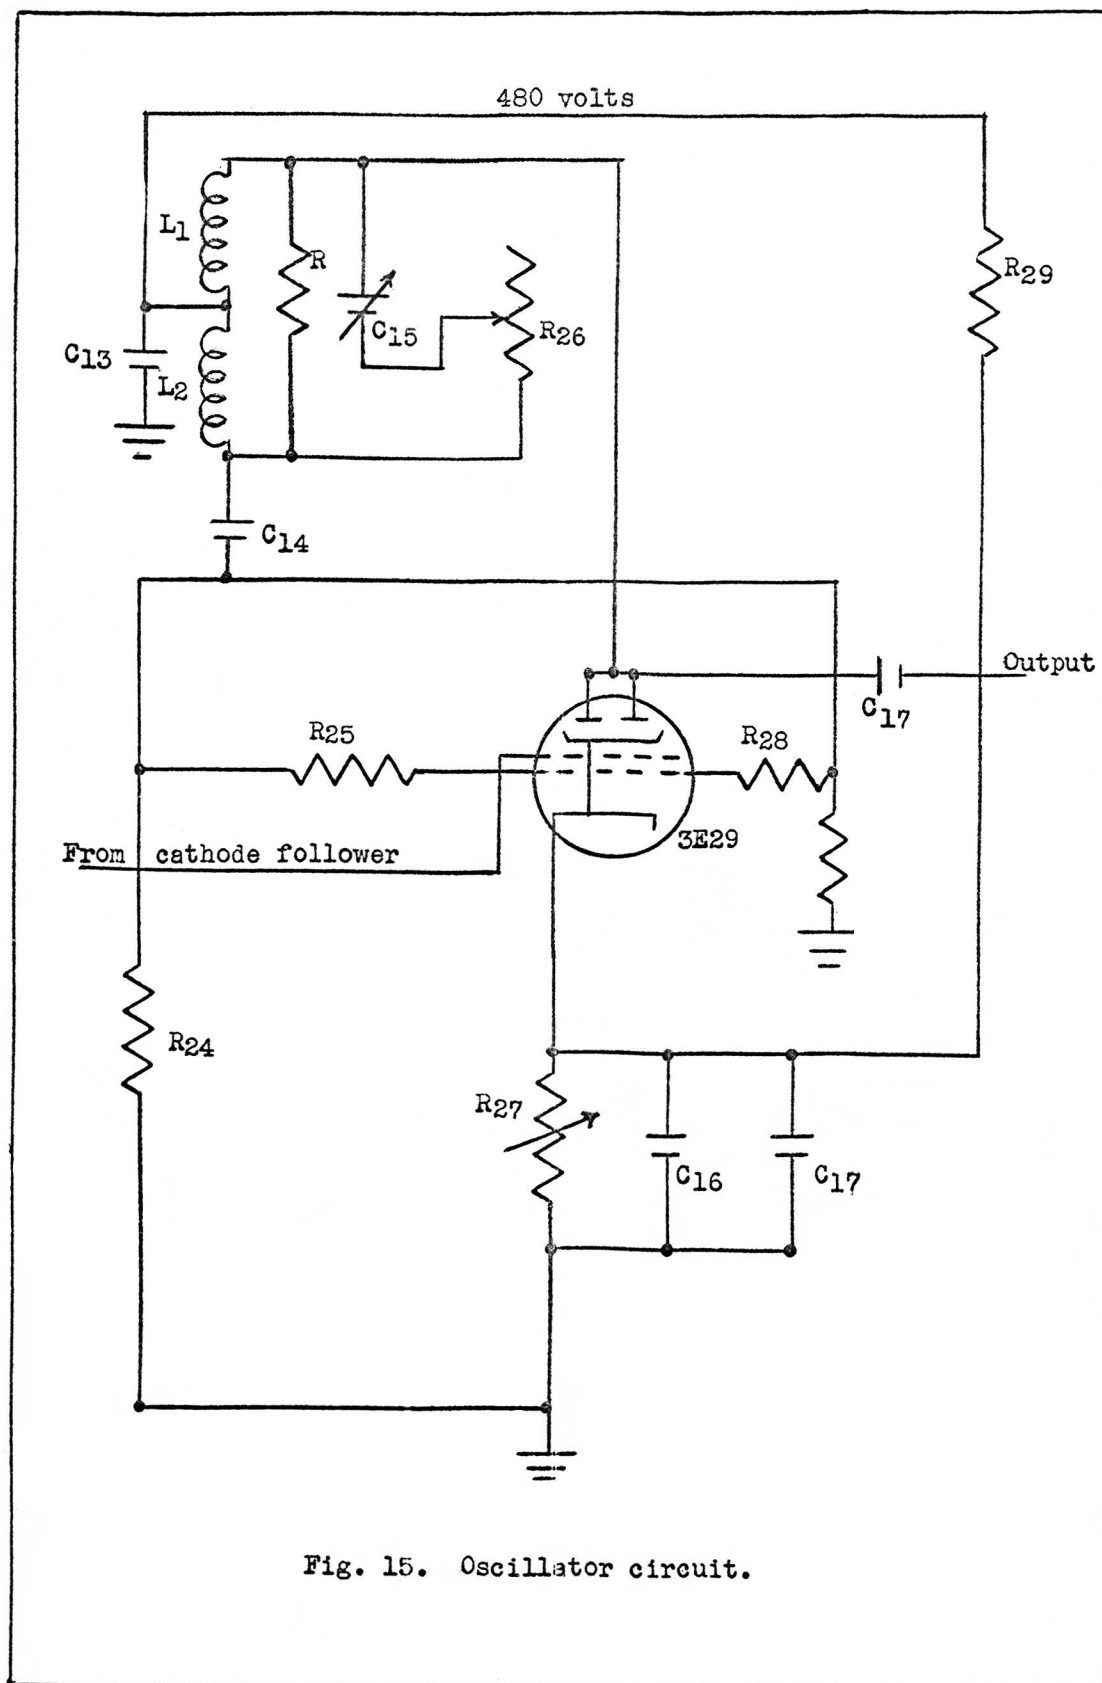 480 volts
L1
R
R29
C13
C15
R26
L2
C14
Output
C17
R25
R28
3E29
From cathode follower
R24
R27
C16
C17
Fig. 15. Oscillator circuit.